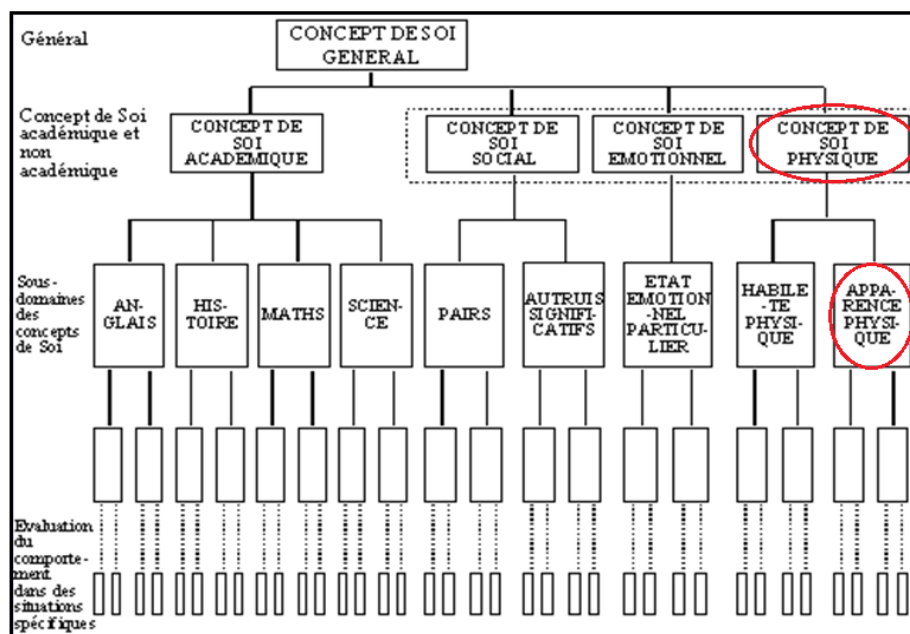 Général
CONCEPT DE SOI
GENERAL
Concept de Soi
académique et
non
académique
CONCEPT DE
SOI
ACADEMIQUE
CONCEPT DE
SOI
SOCIAL
CONCEPT DE
SOI
EMOTIONNEL
CONCEPT DE
SOI
PHYSIQUE
Sous-
domaines
des
concepts
de Soi
AN-
GLAIS
HIS-
TOIRE
MATHS
SCIEN-
CE
PAIRS
AUTRUIS
SIGNIFI-
CATIFS
ETAT
EMOTION
-NEL
PARTICU-
LIER
HABILE
-TE
PHYSI-
QUE
APPA-
RENCE
PHYSI-
QUE
Evaluation
du
comporte-
ment
dans des
situations
spécifiques